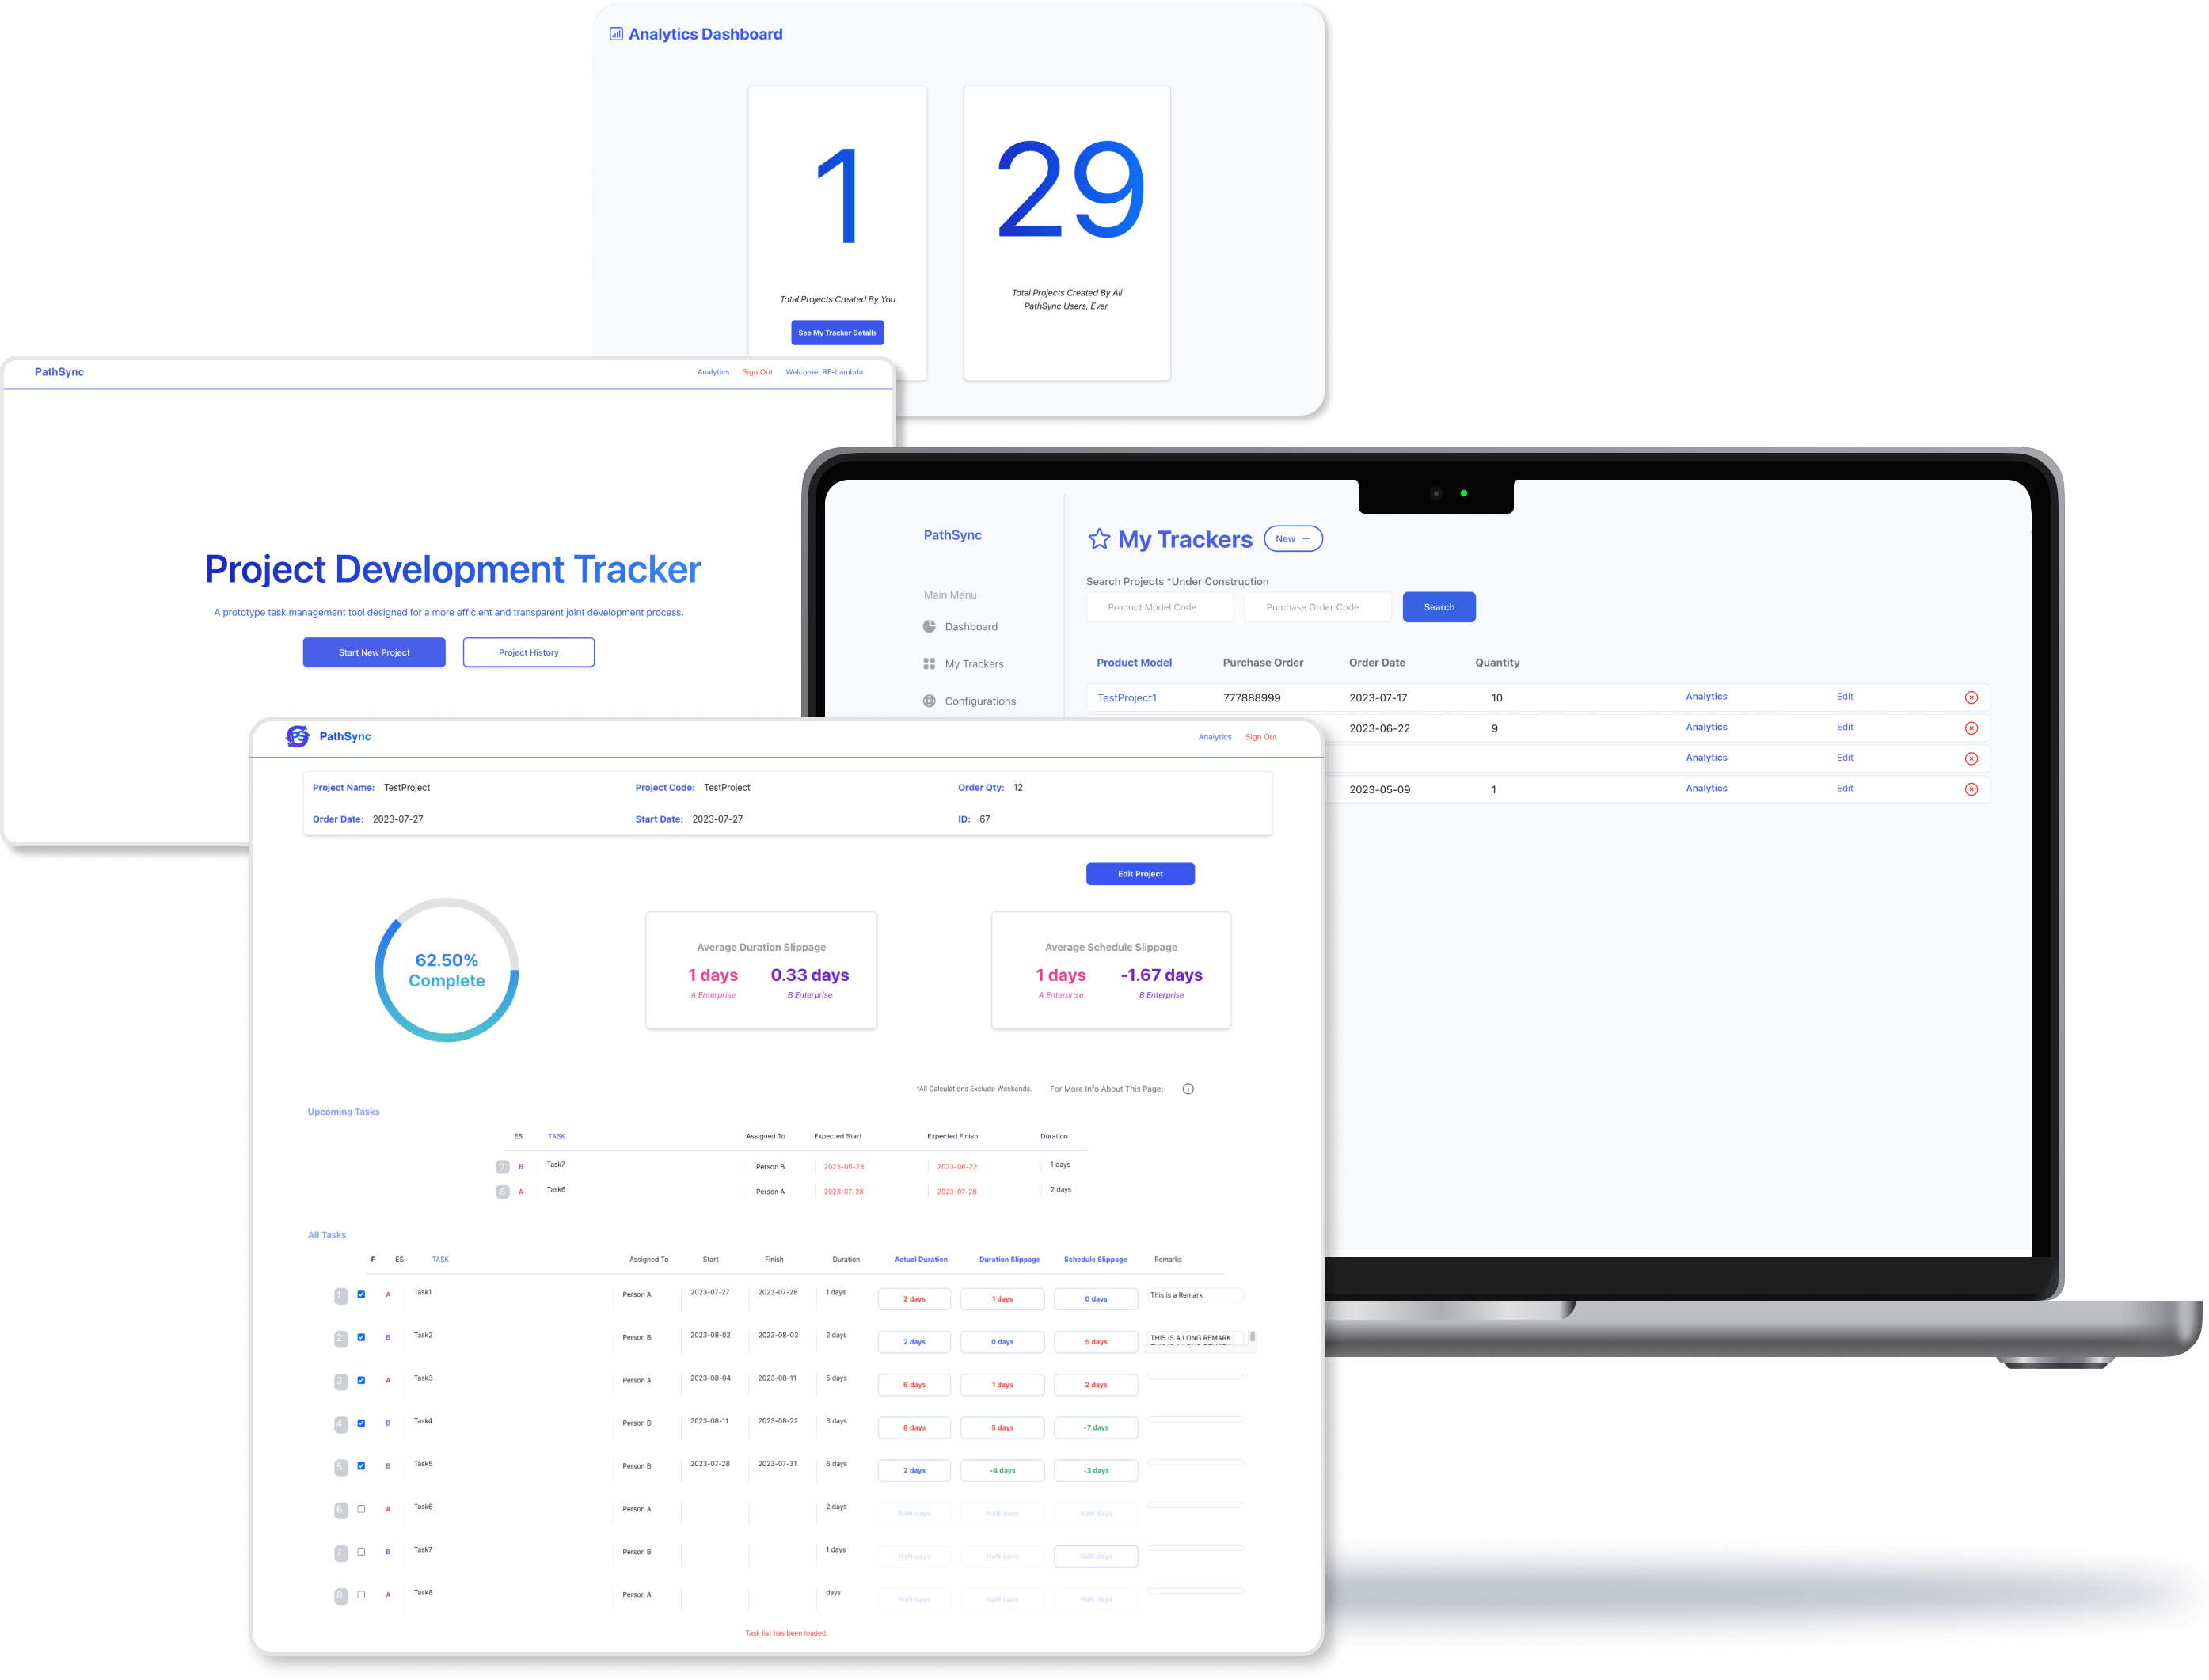 Analytics Dashboard
1
Total Projects Created By You
See My Tracker Details
29
Total Projects Created By All
PathSync Users, Ever.
PathSync
Analytics Sign Out Welcome, RF-Lambda
Project Development Tracker
A prototype task management tool designed for a more efficient and transparent joint development process.
Start New Project Project History
PathSync
Main Menu
Dashboard
My Trackers
Configurations
My Trackers New +
Search Projects *Under Construction
Product Model Code Purchase Order Code Search
Product Model Purchase Order Order Date Quantity
TestProject1 777888999 2023-07-17 10 Analytics Edit
2023-06-22 9 Analytics Edit
Analytics Edit
2023-05-09 1 Analytics Edit
PS PathSync Analytics Sign Out
Project Name: TestProject Project Code: TestProject Order Qty: 12
Order Date: 2023-07-27 Start Date: 2023-07-27 ID: 67
Edit Project
62.50%
Complete
Average Duration Slippage
1 days 0.33 days
A Enterprise B Enterprise
Average Schedule Slippage
1 days -1.67 days
A Enterprise B Enterprise
*All Calculations Exclude Weekends. For More Info About This Page:
Upcoming Tasks
ES TASK Assigned To Expected Start Expected Finish Duration
7 B Task7 Person B 2023-05-23 2023-06-22 1 days
6 A Task6 Person A 2023-07-28 2023-07-28 2 days
All Tasks
F ES TASK Assigned To Start Finish Duration Actual Duration Duration Slippage Schedule Slippage Remarks
1 A Task1 Person A 2023-07-27 2023-07-28 1 days 2 days 1 days 0 days This is a Remark
2 B Task2 Person B 2023-08-02 2023-08-03 2 days 2 days 0 days 5 days THIS IS A LONG REMARK
3 A Task3 Person A 2023-08-04 2023-08-11 5 days 6 days 1 days 2 days
4 B Task4 Person B 2023-08-11 2023-08-22 3 days 8 days 5 days -7 days
5 B Task5 Person B 2023-07-28 2023-07-31 6 days 2 days -4 days -3 days
6 A Task6 Person A 2 days NaN days NaN days NaN days
7 B Task7 Person B 1 days NaN days NaN days NaN days
8 A Task8 Person A days NaN days NaN days NaN days
Task list has been loaded.